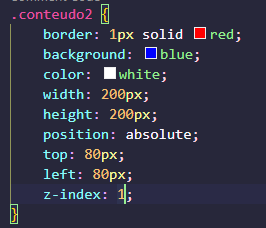 .conteudo2 {
border: 1px solid red;
background: blue;
color: white;
width: 200px;
height: 200px;
position: absolute;
top: 80px;
left: 80px;
z-index: 1;
}